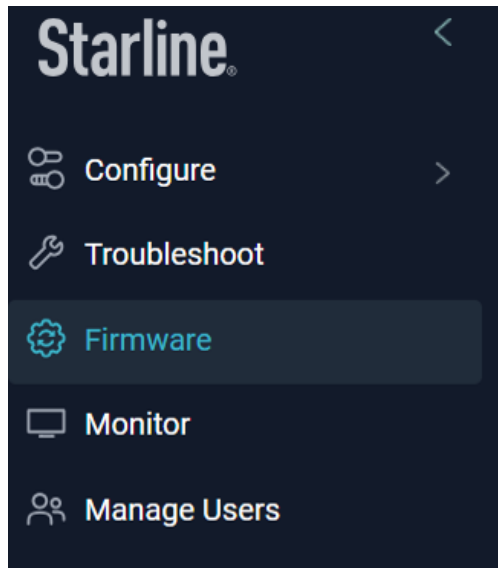 Starline®
Configure
Troubleshoot
Firmware
Monitor
Manage Users